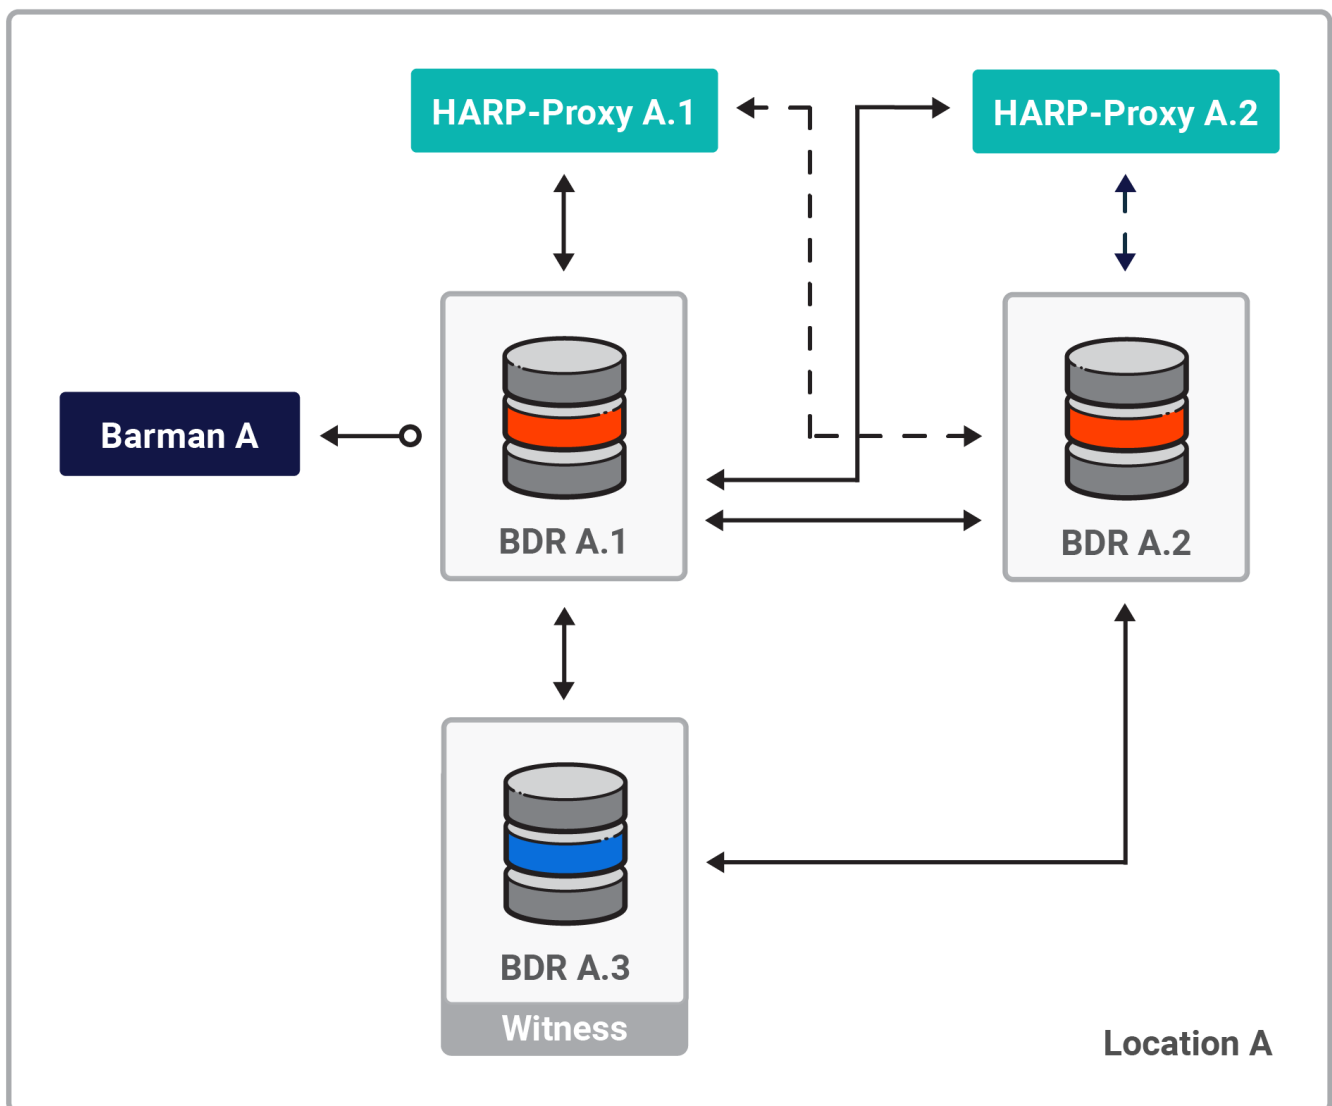 HARP-Proxy A.1
HARP-Proxy A.2
Barman A
BDR A.1
BDR A.2
BDR A.3
Witness
Location A